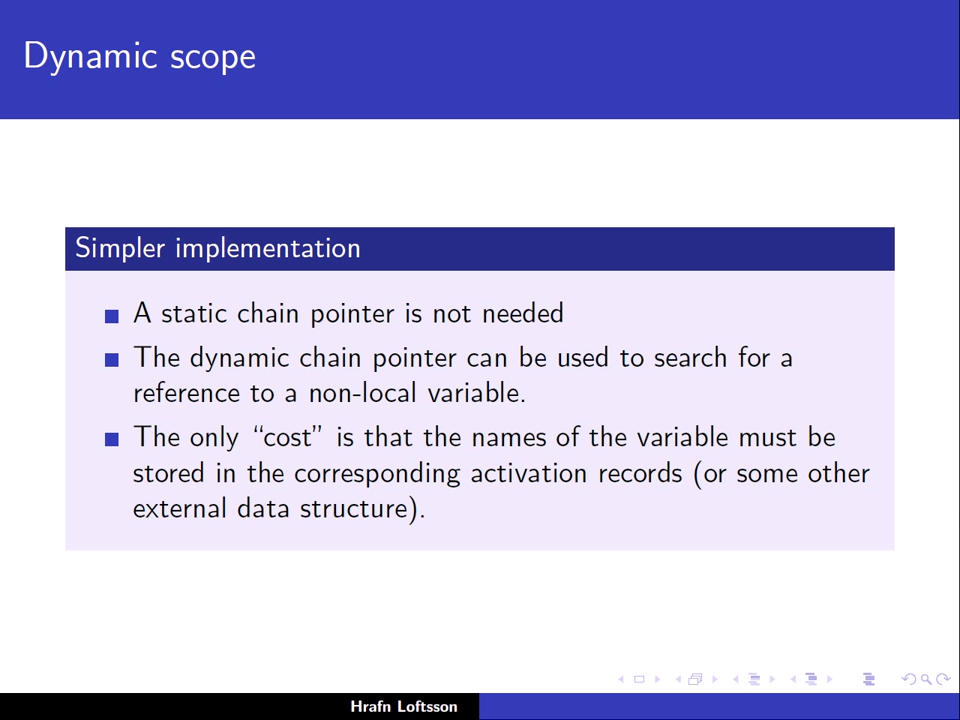 Dynamic scope
Simpler implementation
A static chain pointer is not needed
The dynamic chain pointer can be used to search for a
reference to a non-local variable.
The only “cost” is that the names of the variable must be
stored in the corresponding activation records (or some other
external data structure).
Hrafn Loftsson